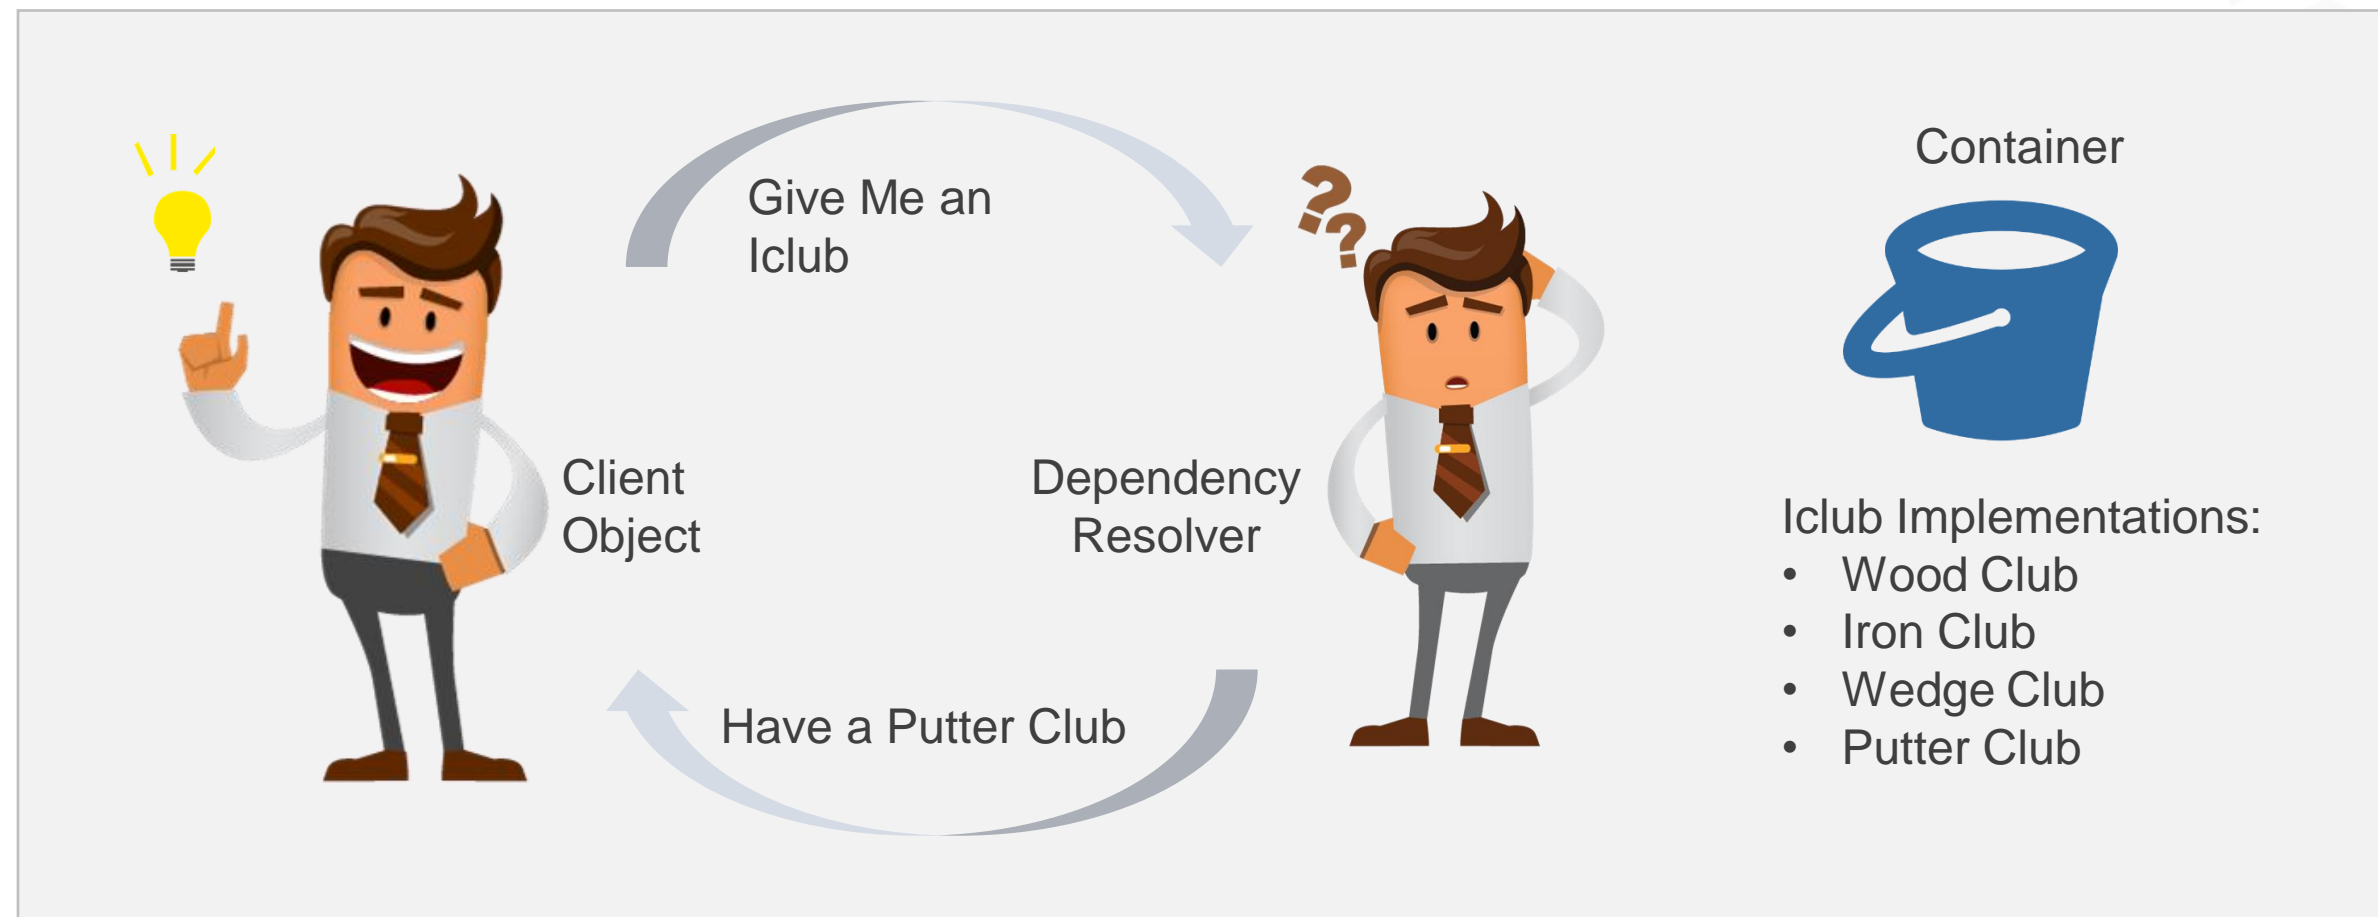 Give Me an
Iclub
Client
Object
Dependency
Resolver
Have a Putter Club
Container
Iclub Implementations:
• Wood Club
• Iron Club
• Wedge Club
• Putter Club
??